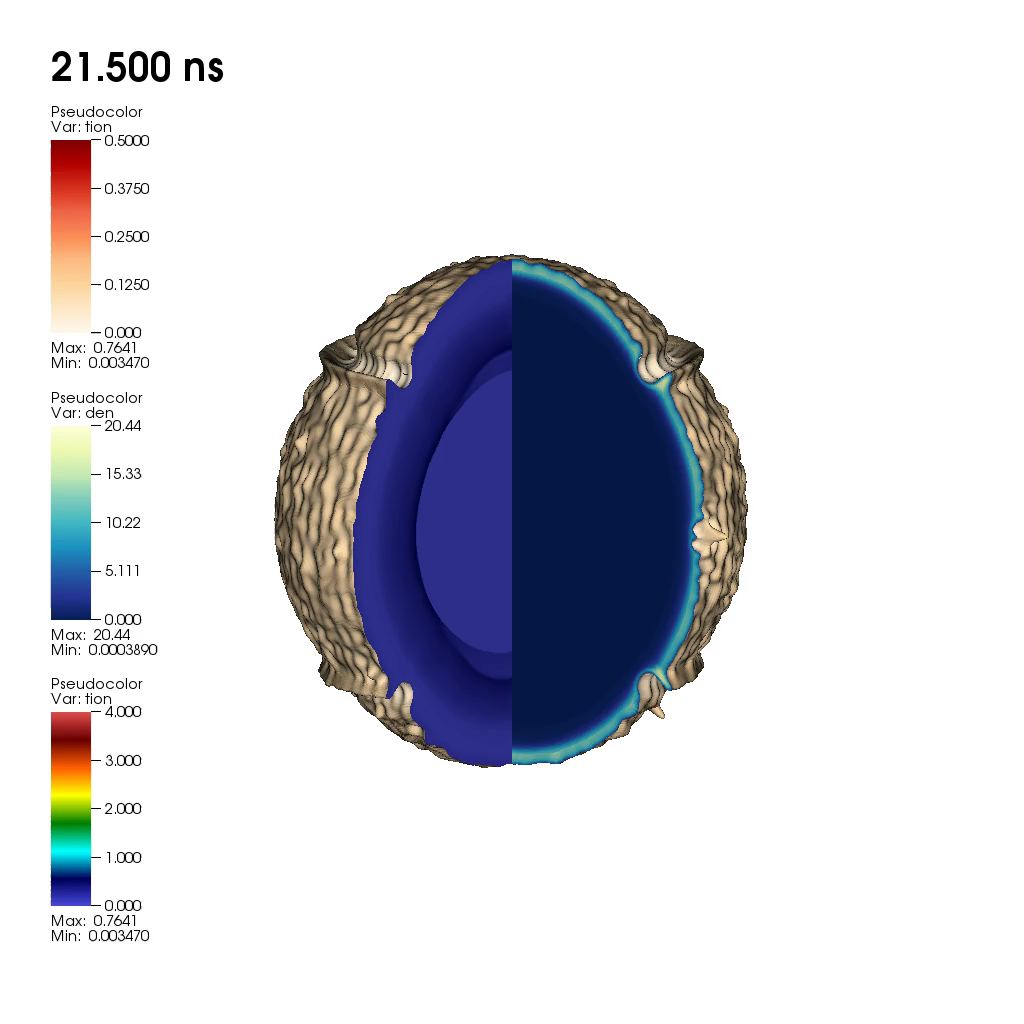 21.500 ns
Pseudocolor
Var: tion
0.5000
0.3750
0.2500
0.1250
0.000
Max: 0.7641
Min: 0.003470
Pseudocolor
Var: den
20.44
15.33
10.22
5.111
0.000
Max: 20.44
Min: 0.0003890
Pseudocolor
Var: tion
4.000
3.000
2.000
1.000
0.000
Max: 0.7641
Min: 0.003470